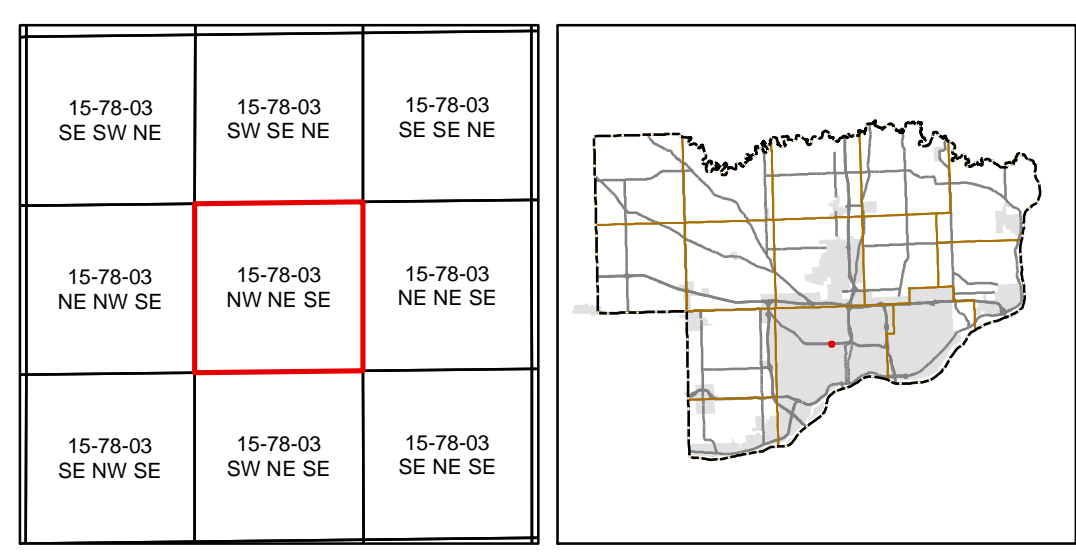 15-78-03
SE SW NE
15-78-03
SW SE NE
15-78-03
SE SE NE
15-78-03
NE NW SE
15-78-03
NW NE SE
15-78-03
NE NE SE
15-78-03
SE NW SE
15-78-03
SW NE SE
15-78-03
SE NE SE